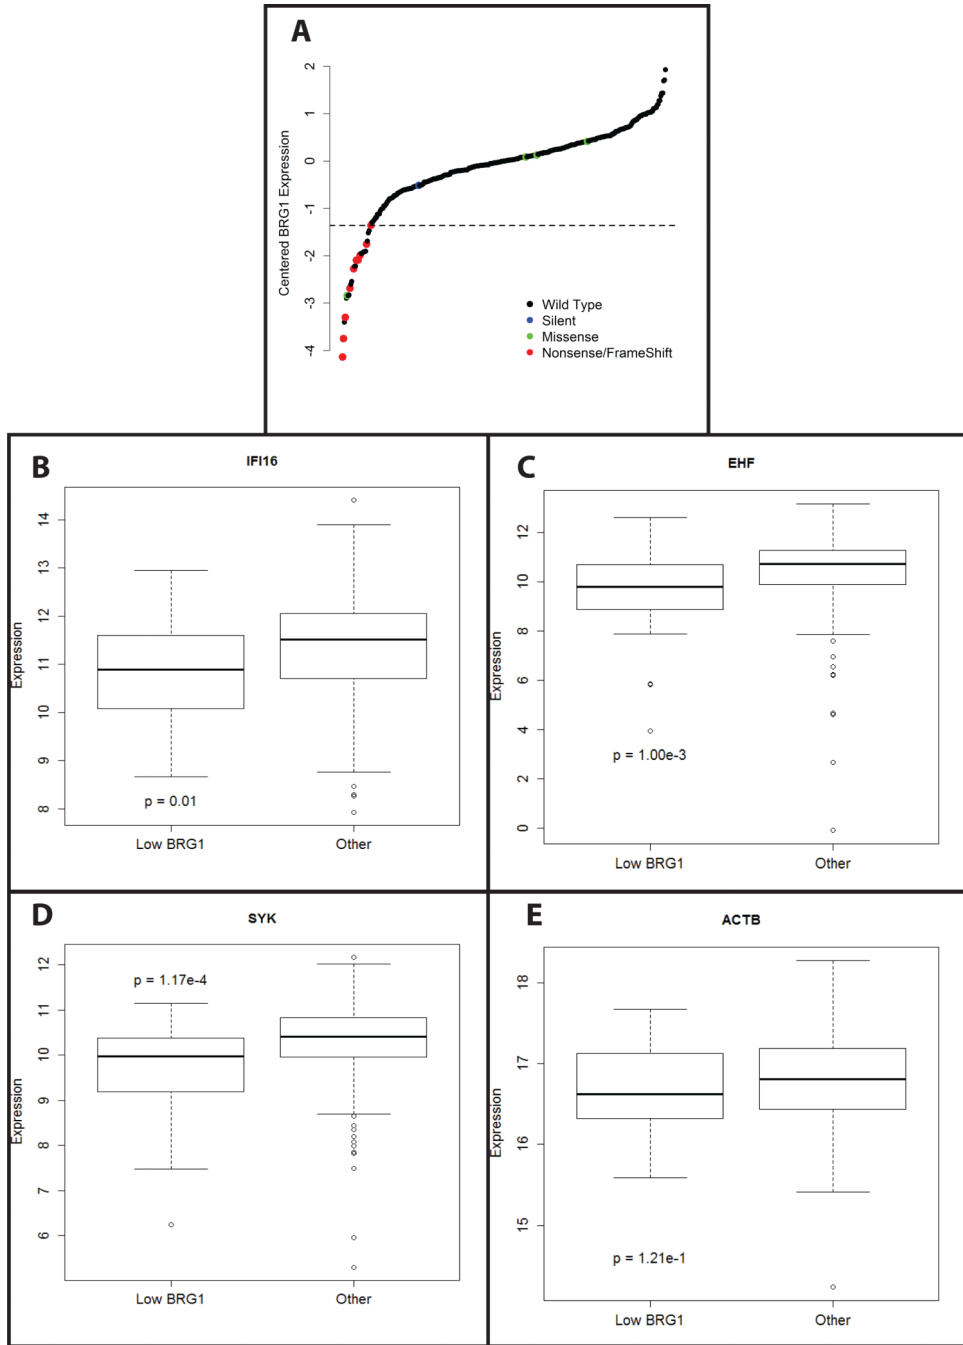 A
2
1
0
-1
-2
-3
-4
Centered BRG1 Expression
Wild Type
Silent
Missense
Nonsense/FrameShift
B
IFI16
14
13
12
11
10
9
8
Expression
p = 0.01
Low BRG1 Other
C
EHF
12
10
8
6
4
2
0
Expression
p = 1.00e-3
Low BRG1 Other
D
SYK
12
11
10
9
8
7
6
Expression
p = 1.17e-4
Low BRG1 Other
E
ACTB
18
17
16
15
Expression
p = 1.21e-1
Low BRG1 Other